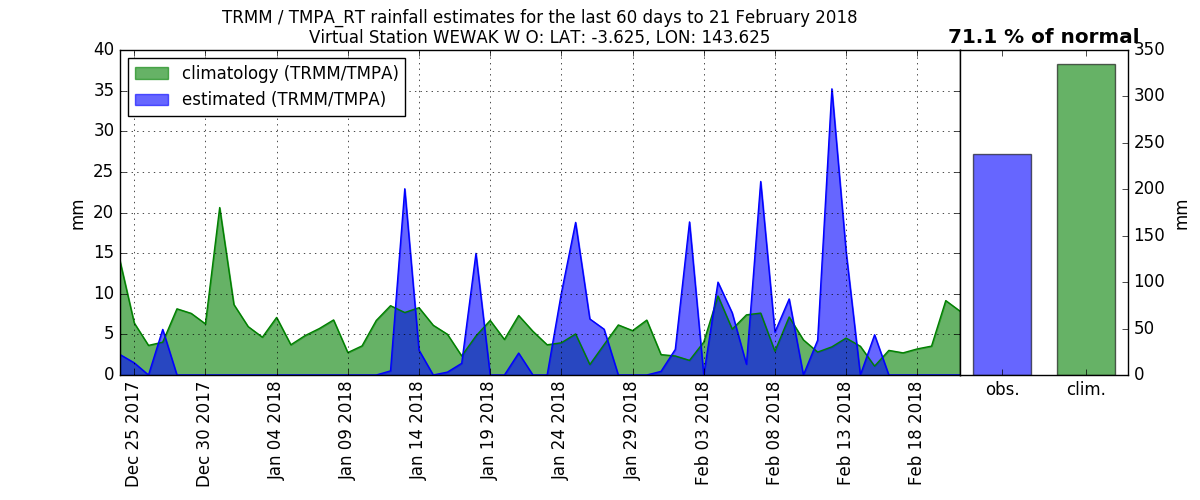 TRMM / TMPA_RT rainfall estimates for the last 60 days to 21 February 2018
Virtual Station WEWAK W O: LAT: -3.625, LON: 143.625
71.1 % of normal
climatology (TRMM/TMPA)
estimated (TRMM/TMPA)
mm
40
35
30
25
20
15
10
5
0
Dec 25 2017
Dec 30 2017
Jan 04 2018
Jan 09 2018
Jan 14 2018
Jan 19 2018
Jan 24 2018
Jan 29 2018
Feb 03 2018
Feb 08 2018
Feb 13 2018
Feb 18 2018
obs.
clim.
350
300
250
200
150
100
50
0
mm